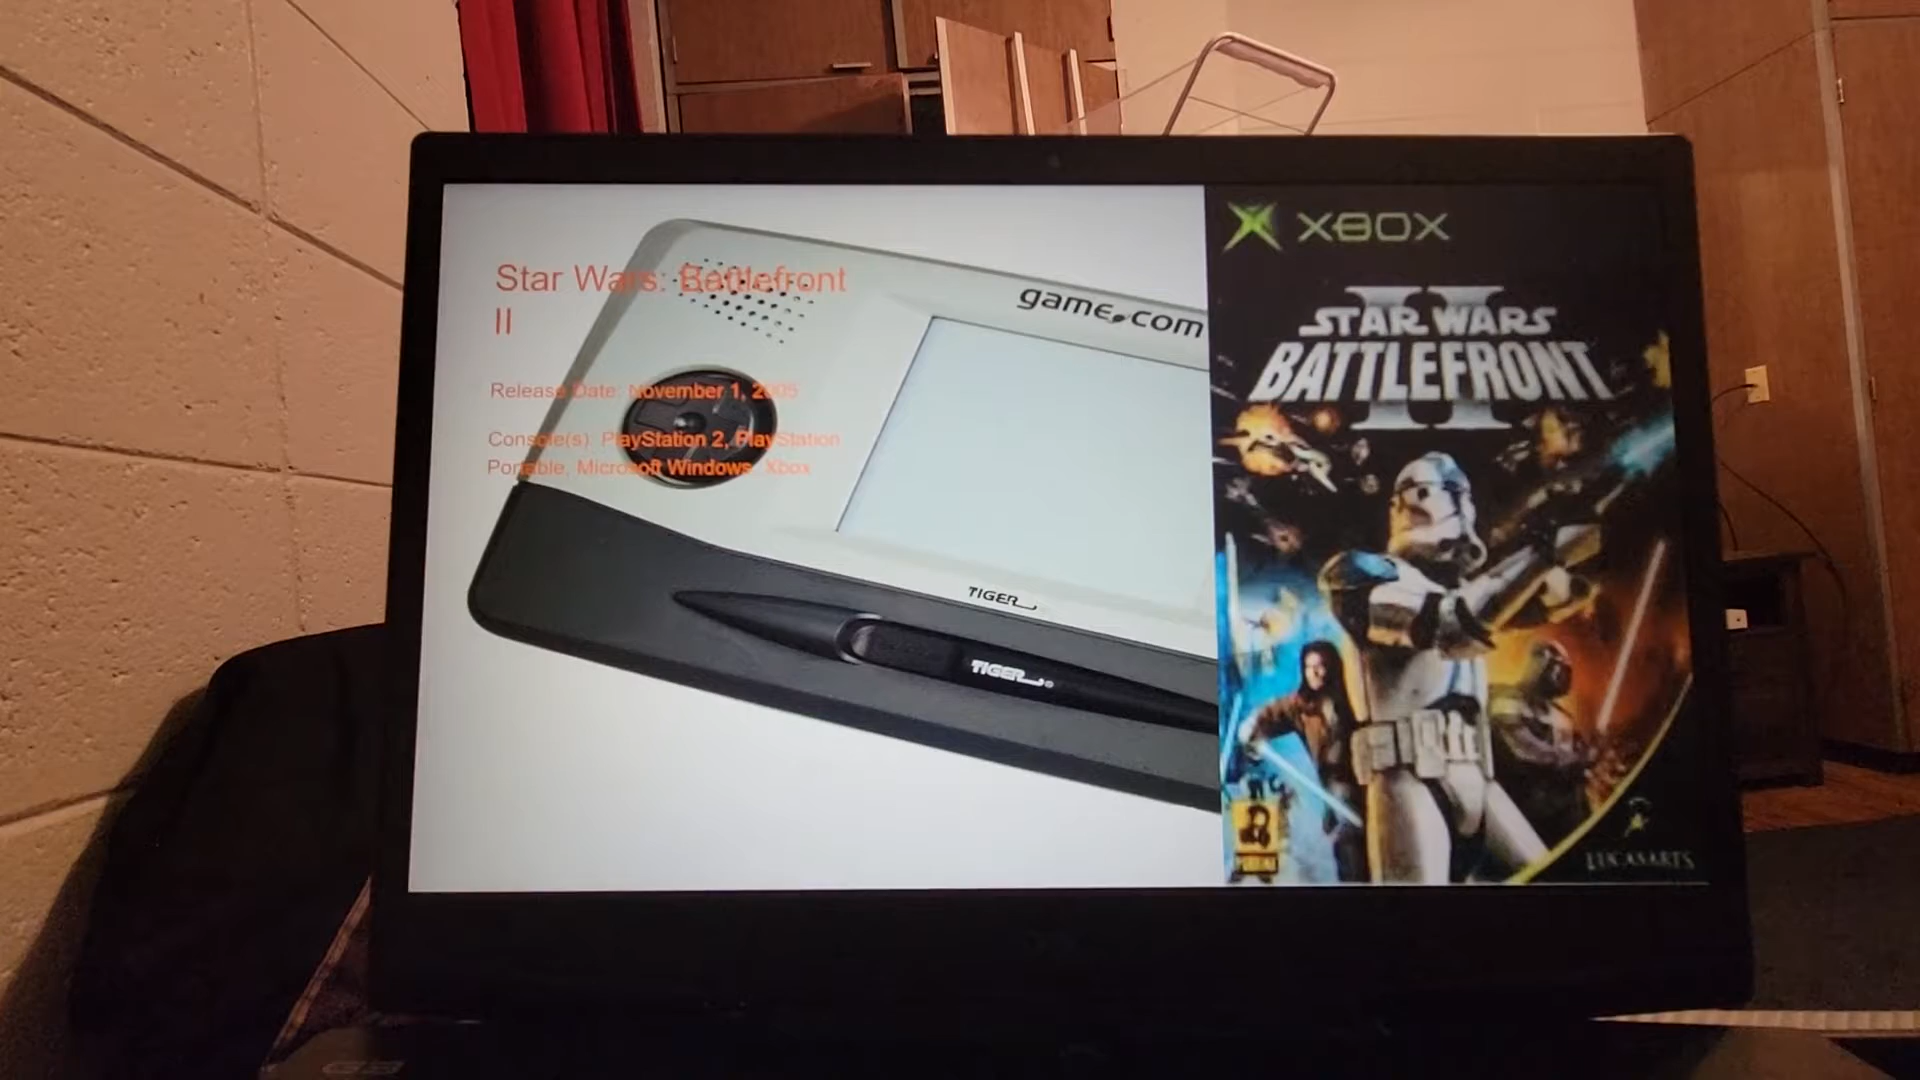 Star Wars: Battlefront
II
Release Date: November 1, 2005
Console(s): PlayStation 2, PlayStation
Portable, Microsoft Windows, Xbox
game.com
TIGER
TIGER
XBOX
II
STAR WARS
BATTLEFRONT
LUCASARTS